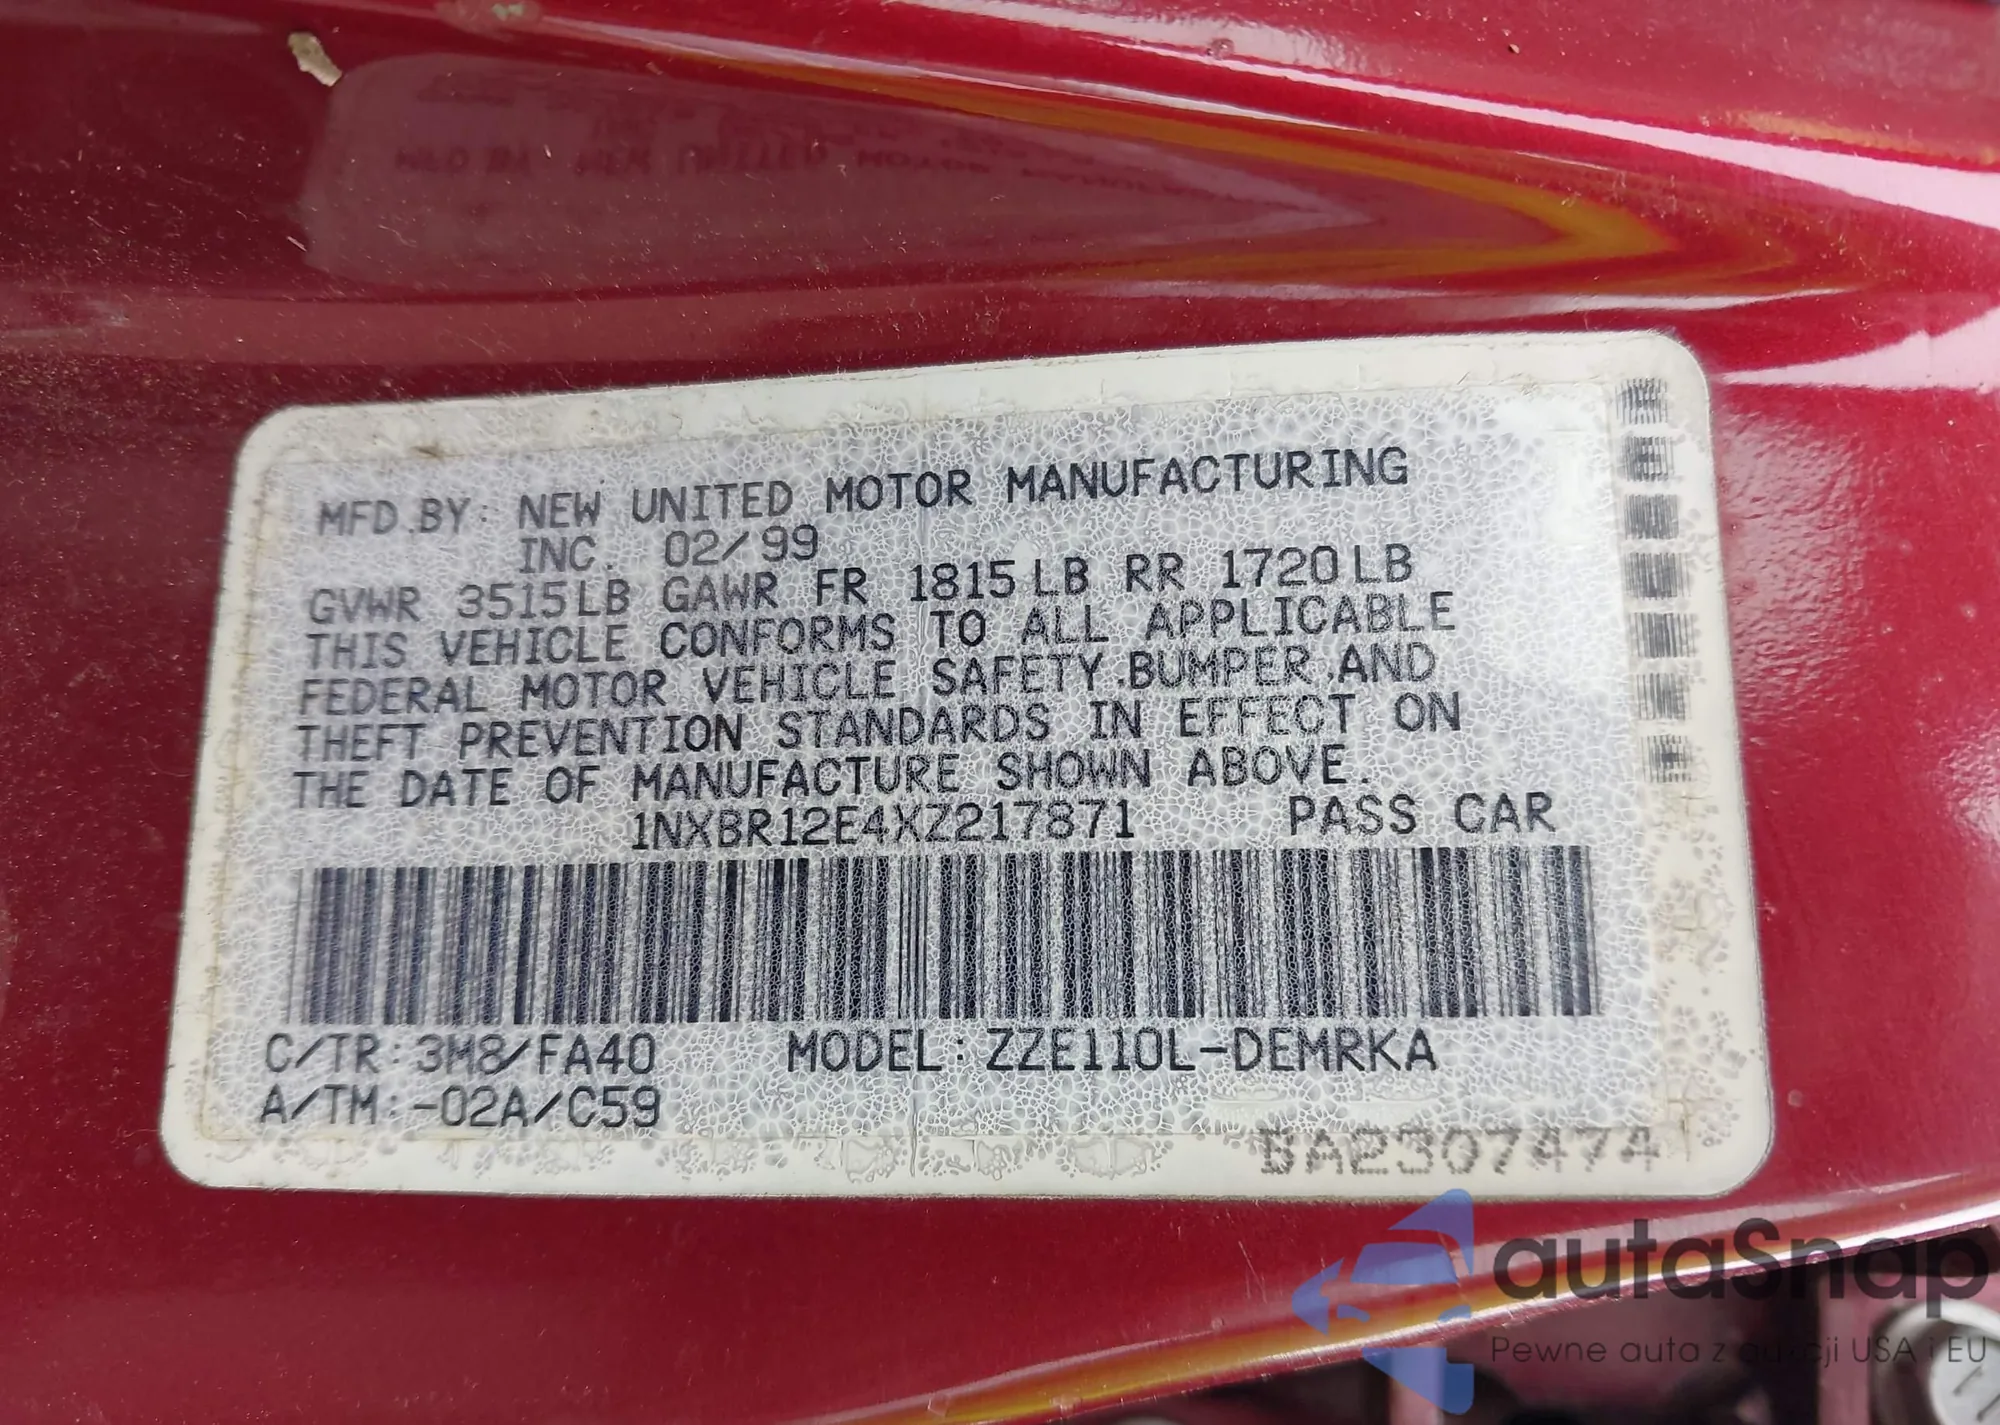 MFD.BY: NEW UNITED MOTOR MANUFACTURING
INC. 02/99
GVWR 3515LB GAWR FR 1815LB RR 1720LB
THIS VEHICLE CONFORMS TO ALL APPLICABLE
FEDERAL MOTOR VEHICLE SAFETY,BUMPER,AND
THEFT PREVENTION STANDARDS IN EFFECT ON
THE DATE OF MANUFACTURE SHOWN ABOVE.
1NXBR12E4XZ217871 PASS CAR
C/TR:3M8/FA40 MODEL:ZZE110L-DEMRKA
A/TM:-02A/C59
BA2307474
autaSnap
Pewne auta z aukcji USA i EU